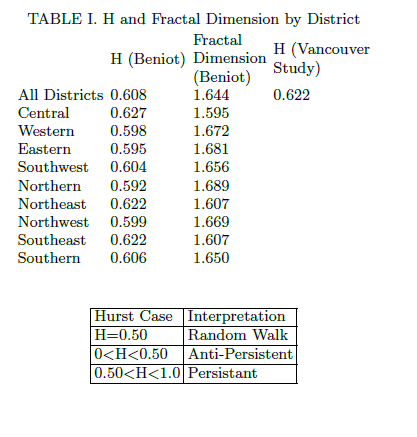 TABLE I. H and Fractal Dimension by District
H (Beniot) Fractal Dimension (Beniot) H (Vancouver Study)
All Districts 0.608 1.644 0.622
Central 0.627 1.595
Western 0.598 1.672
Eastern 0.595 1.681
Southwest 0.604 1.656
Northern 0.592 1.689
Northeast 0.622 1.607
Northwest 0.599 1.669
Southeast 0.622 1.607
Southern 0.606 1.650
Hurst Case Interpretation
H=0.50 Random Walk
0<H<0.50 Anti-Persistent
0.50<H<1.0 Persistant